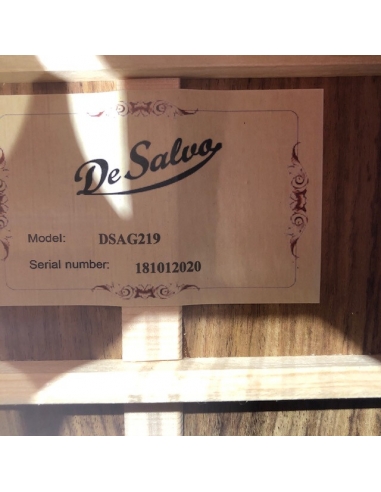 De Salvo
Model: DSAG219
Serial number: 181012020